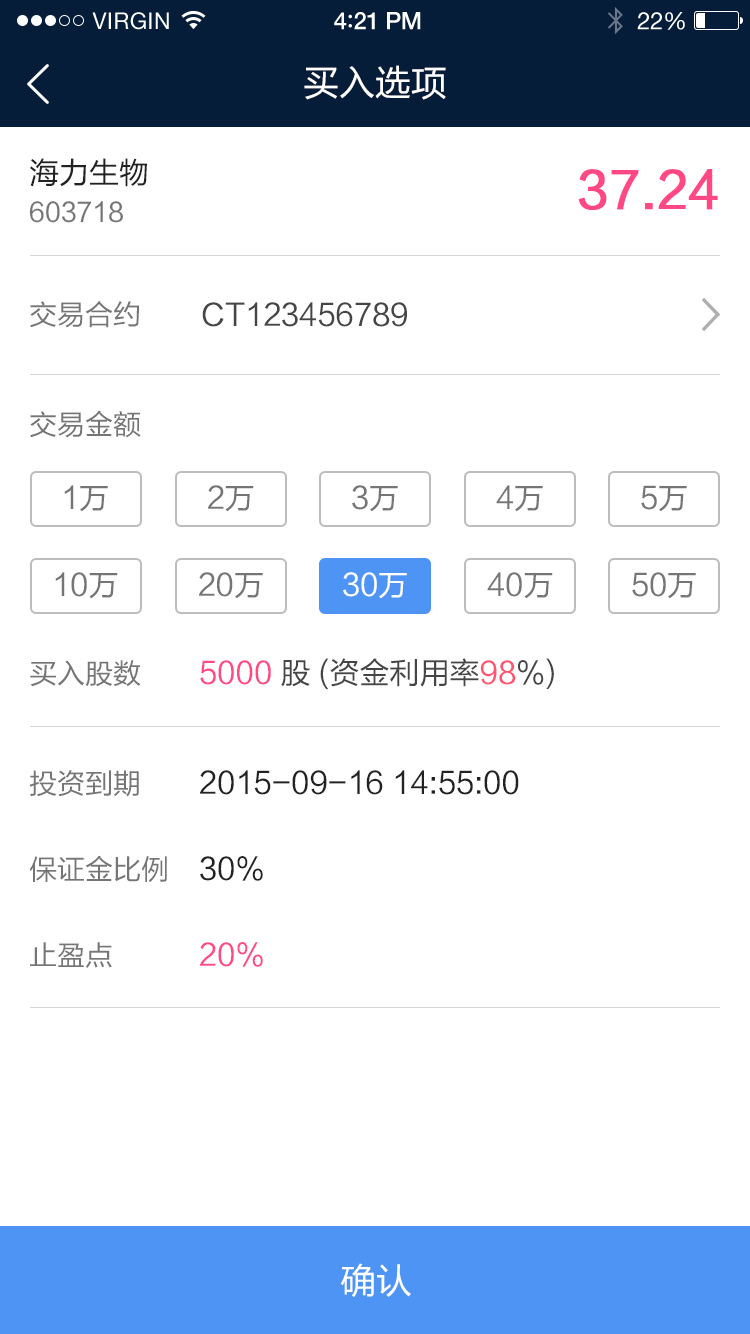 VIRGIN 4:21 PM 22%
买入选项
海力生物
603718
37.24
交易合约 CT123456789
交易金额
1万 2万 3万 4万 5万
10万 20万 30万 40万 50万
买入股数 5000 股 (资金利用率98%)
投资到期 2015-09-16 14:55:00
保证金比例 30%
止盈点 20%
确认